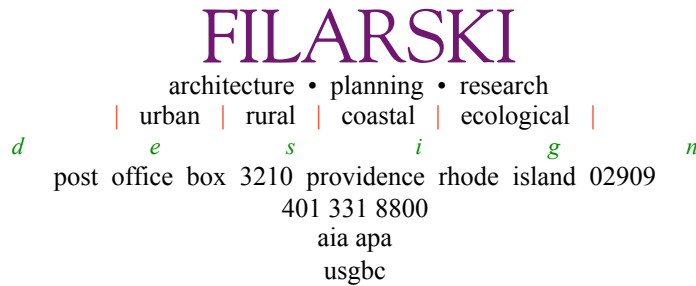 FILARSKI
architecture • planning • research
| urban | rural | coastal | ecological |
d e s i g n
post office box 3210 providence rhode island 02909
401 331 8800
aia apa
usgbc